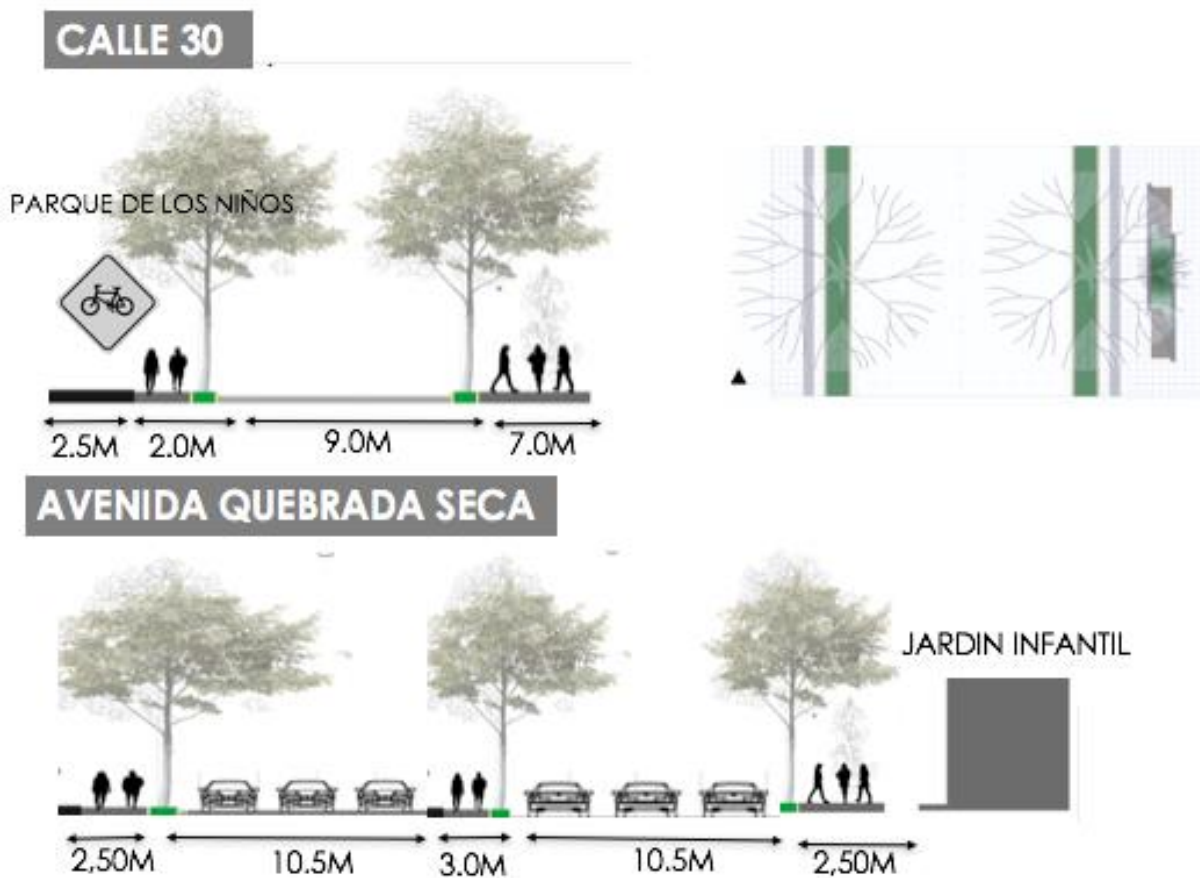 CALLE 30
PARQUE DE LOS NIÑOS
2.5M 2.0M 9.0M 7.0M
AVENIDA QUEBRADA SECA
JARDIN INFANTIL
2,50M 10.5M 3.0M 10.5M 2,50M